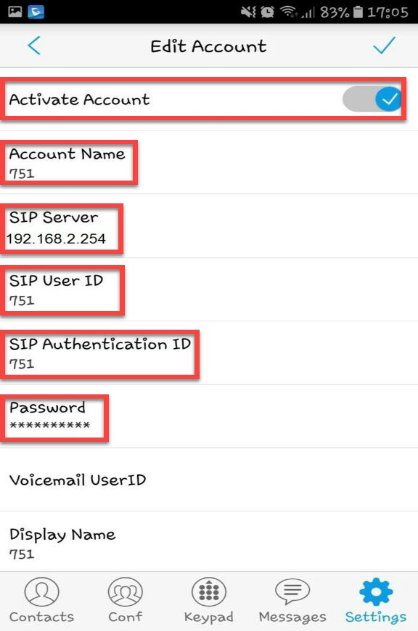 83% 17:05
Edit Account
Activate Account
Account Name
751
SIP Server
192.168.2.254
SIP User ID
751
SIP Authentication ID
751
Password
**********
Voicemail UserID
Display Name
751
Contacts Conf Keypad Messages Settings